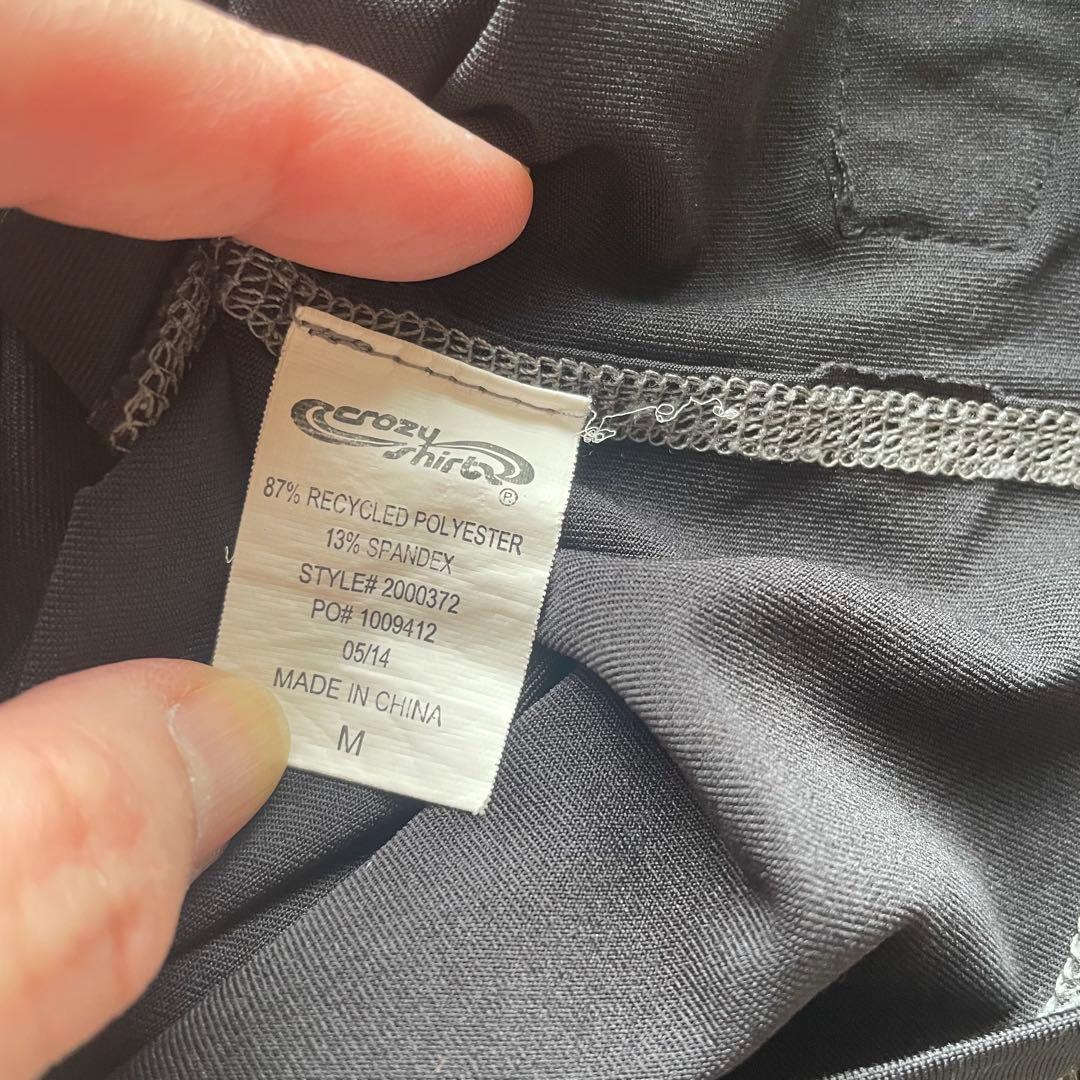 crazy
shirts®
87% RECYCLED POLYESTER
13% SPANDEX
STYLE# 2000372
PO# 1009412
05/14
MADE IN CHINA
M